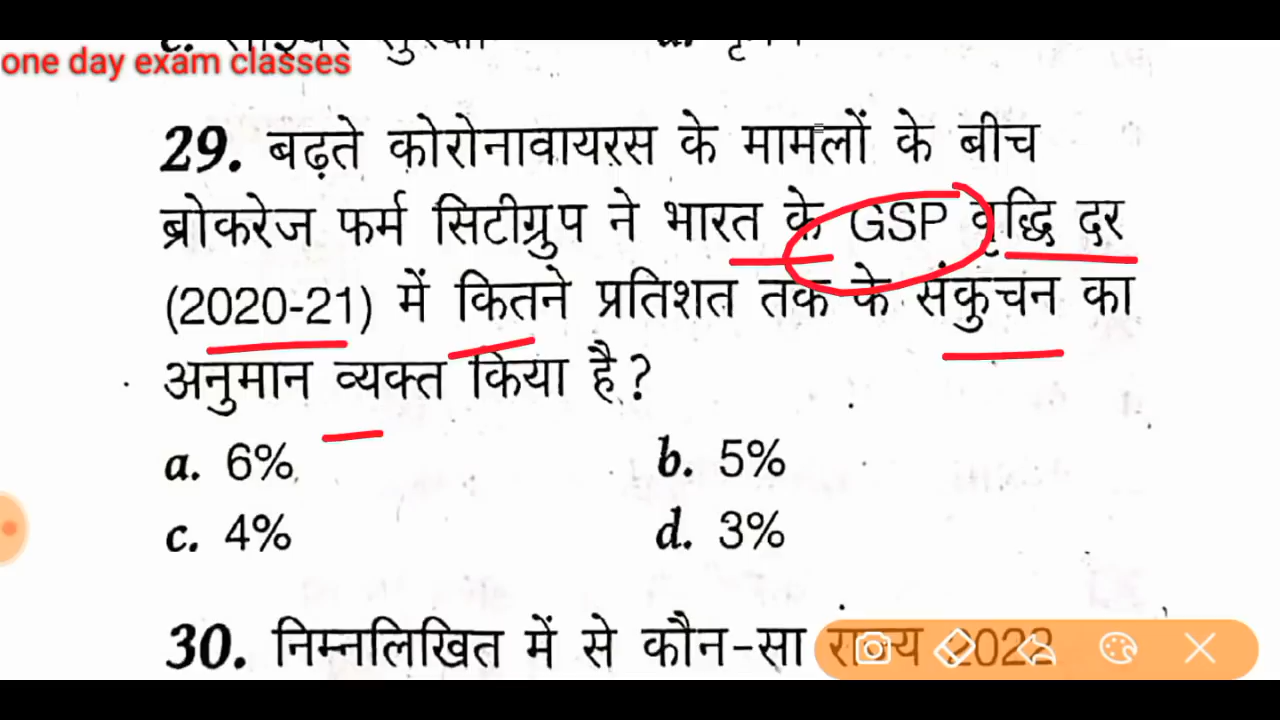 one day exam classes
29. बढ़ते कोरोनावायरस के मामलों के बीच
ब्रोकरेज फर्म सिटीग्रुप ने भारत के GSP वृद्धि दर
(2020-21) में कितने प्रतिशत तक के संकुचन का
अनुमान व्यक्त किया है?
a. 6% b. 5%
c. 4% d. 3%
30. निम्नलिखित में से कौन-सा राज्य 2022